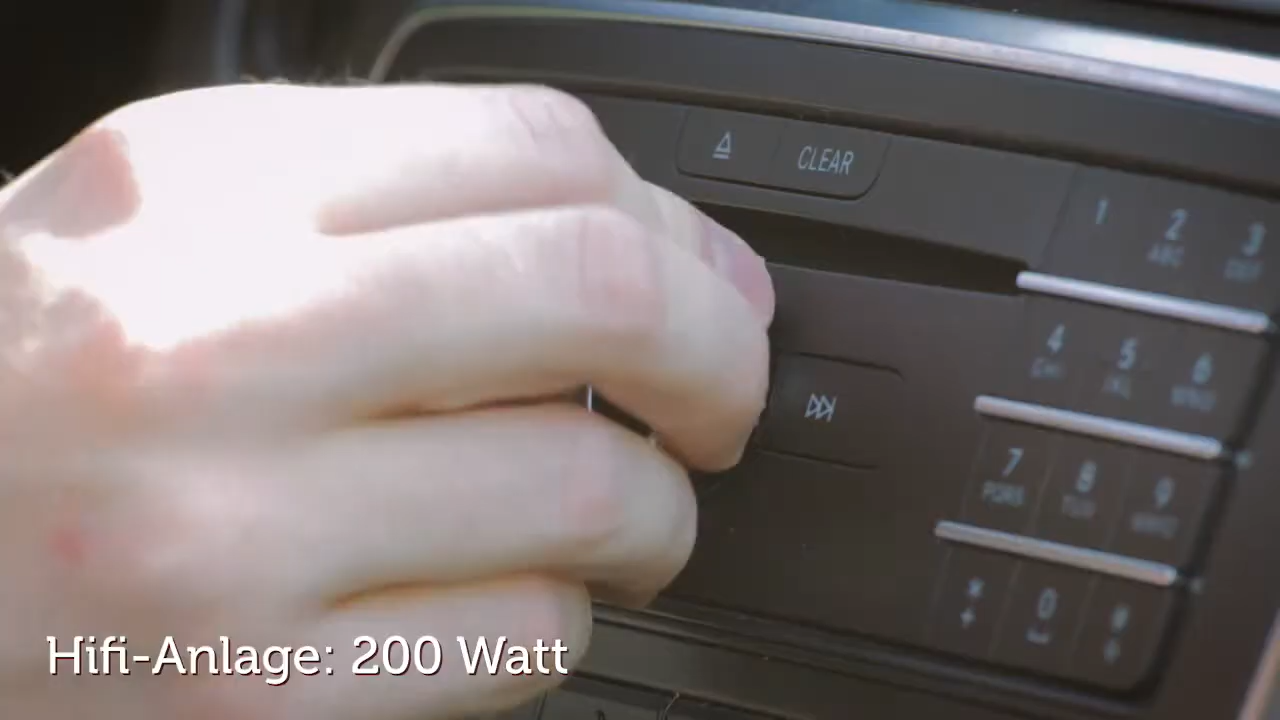 CLEAR
1 2 3
ABC DEF
4 5 6
GHI JKL MNO
7 8 9
PQRS TUV WXYZ
* 0 #
+
Hifi-Anlage: 200 Watt